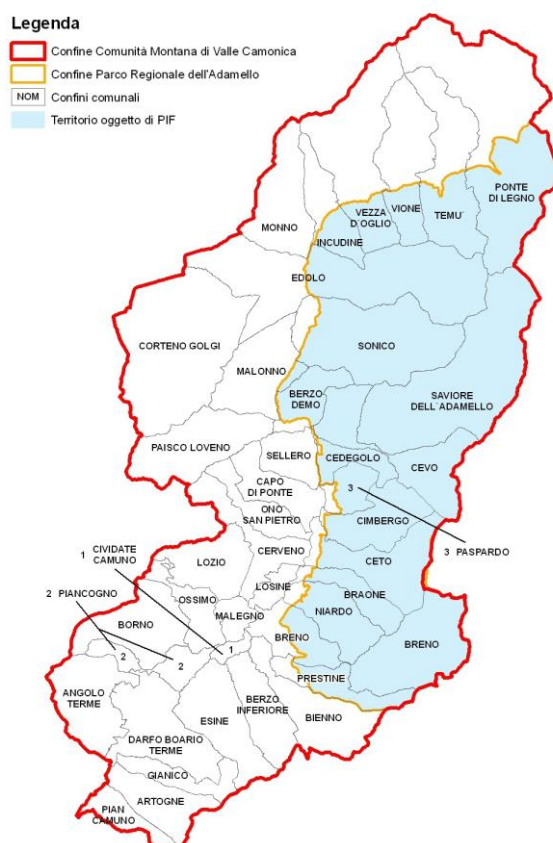 Legenda
Confine Comunità Montana di Valle Camonica
Confine Parco Regionale dell'Adamello
NOM Confini comunali
Territorio oggetto di PIF
PONTE
DI LEGNO
VEZZA
D'OGLIO
VIONE
TEMU'
MONNO
INCUDINE
EDOLO
CORTENO GOLGI
SONICO
MALONNO
BERZO
DEMO
SAVIORE
DELL'ADAMELLO
PAISCO LOVENO
SELLERO
CEDEGOLO
CEVO
CAPO
DI PONTE
3
ONO
SAN PIETRO
CIMBERGO
3 PASPARDO
1 CIVIDATE
CAMUNO
CERVENO
LOZIO
CETO
2 PIANCOGNO
OSSIMO
LOSINE
BRAONE
BORNO
MALEGNO
NIARDO
BRENO
BRENO
1
2
2
PRESTINE
ANGOLO
TERME
BERZO
INFERIORE
BIENNO
ESINE
DARFO BOARIO
TERME
GIANICO
ARTOGNE
PIAN
CAMUNO